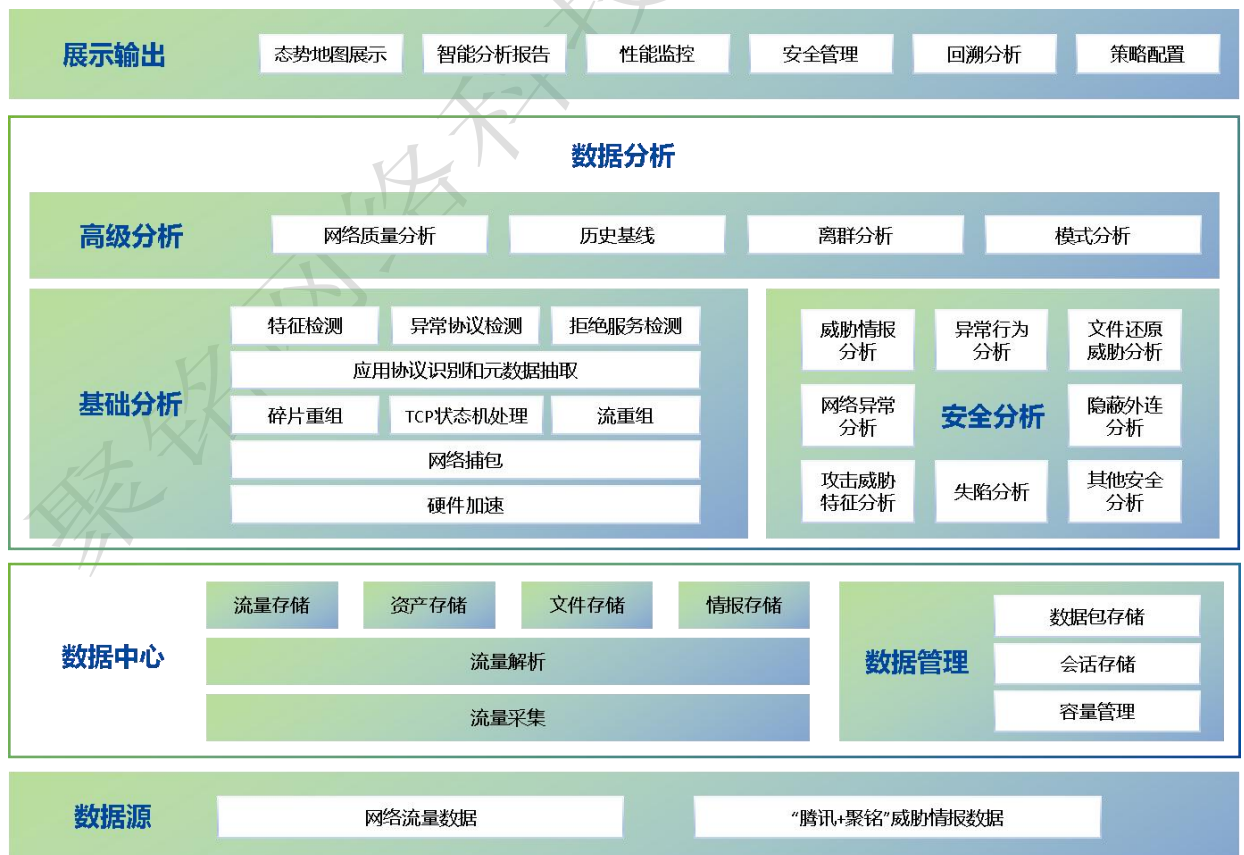 展示输出
态势地图展示
智能分析报告
性能监控
安全管理
回溯分析
策略配置
数据分析
高级分析
网络质量分析
历史基线
离群分析
模式分析
基础分析
特征检测
异常协议检测
拒绝服务检测
应用协议识别和元数据抽取
碎片重组
TCP状态机处理
流重组
网络捕包
硬件加速
安全分析
威胁情报
分析
异常行为
分析
文件还原
威胁分析
网络异常
分析
隐蔽外连
分析
攻击威胁
特征分析
失陷分析
其他安全
分析
数据中心
流量存储
资产存储
文件存储
情报存储
流量解析
流量采集
数据管理
数据包存储
会话存储
容量管理
数据源
网络流量数据
“腾讯+聚铭”威胁情报数据
聚铭网络科技